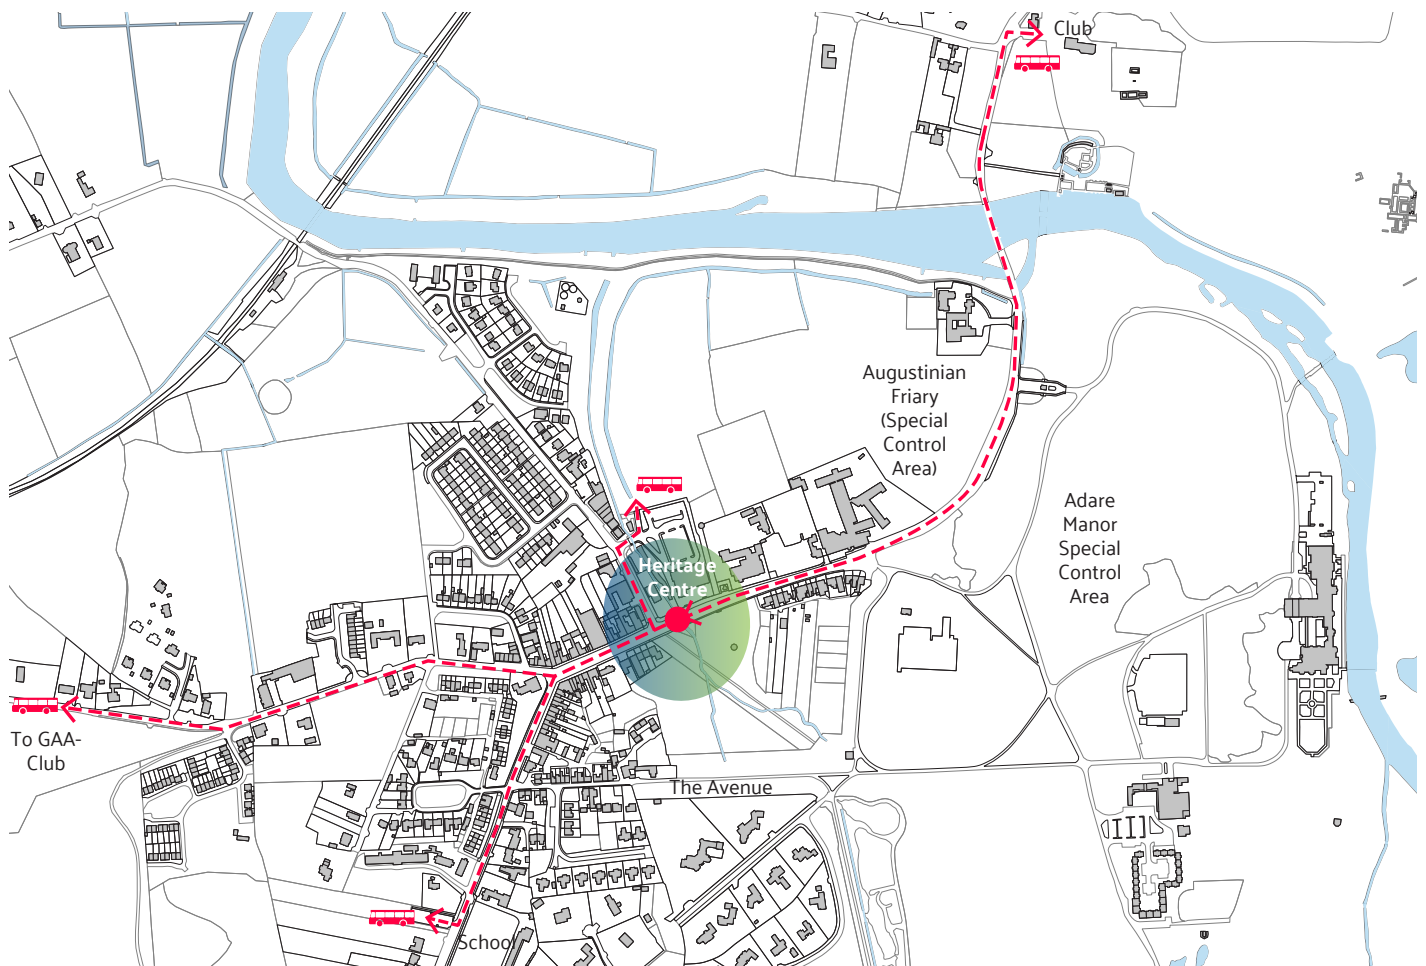 Club
Augustinian
Friary
(Special
Control
Area)
Adare
Manor
Special
Control
Area
Heritage
Centre
To GAA-
Club
The Avenue
School